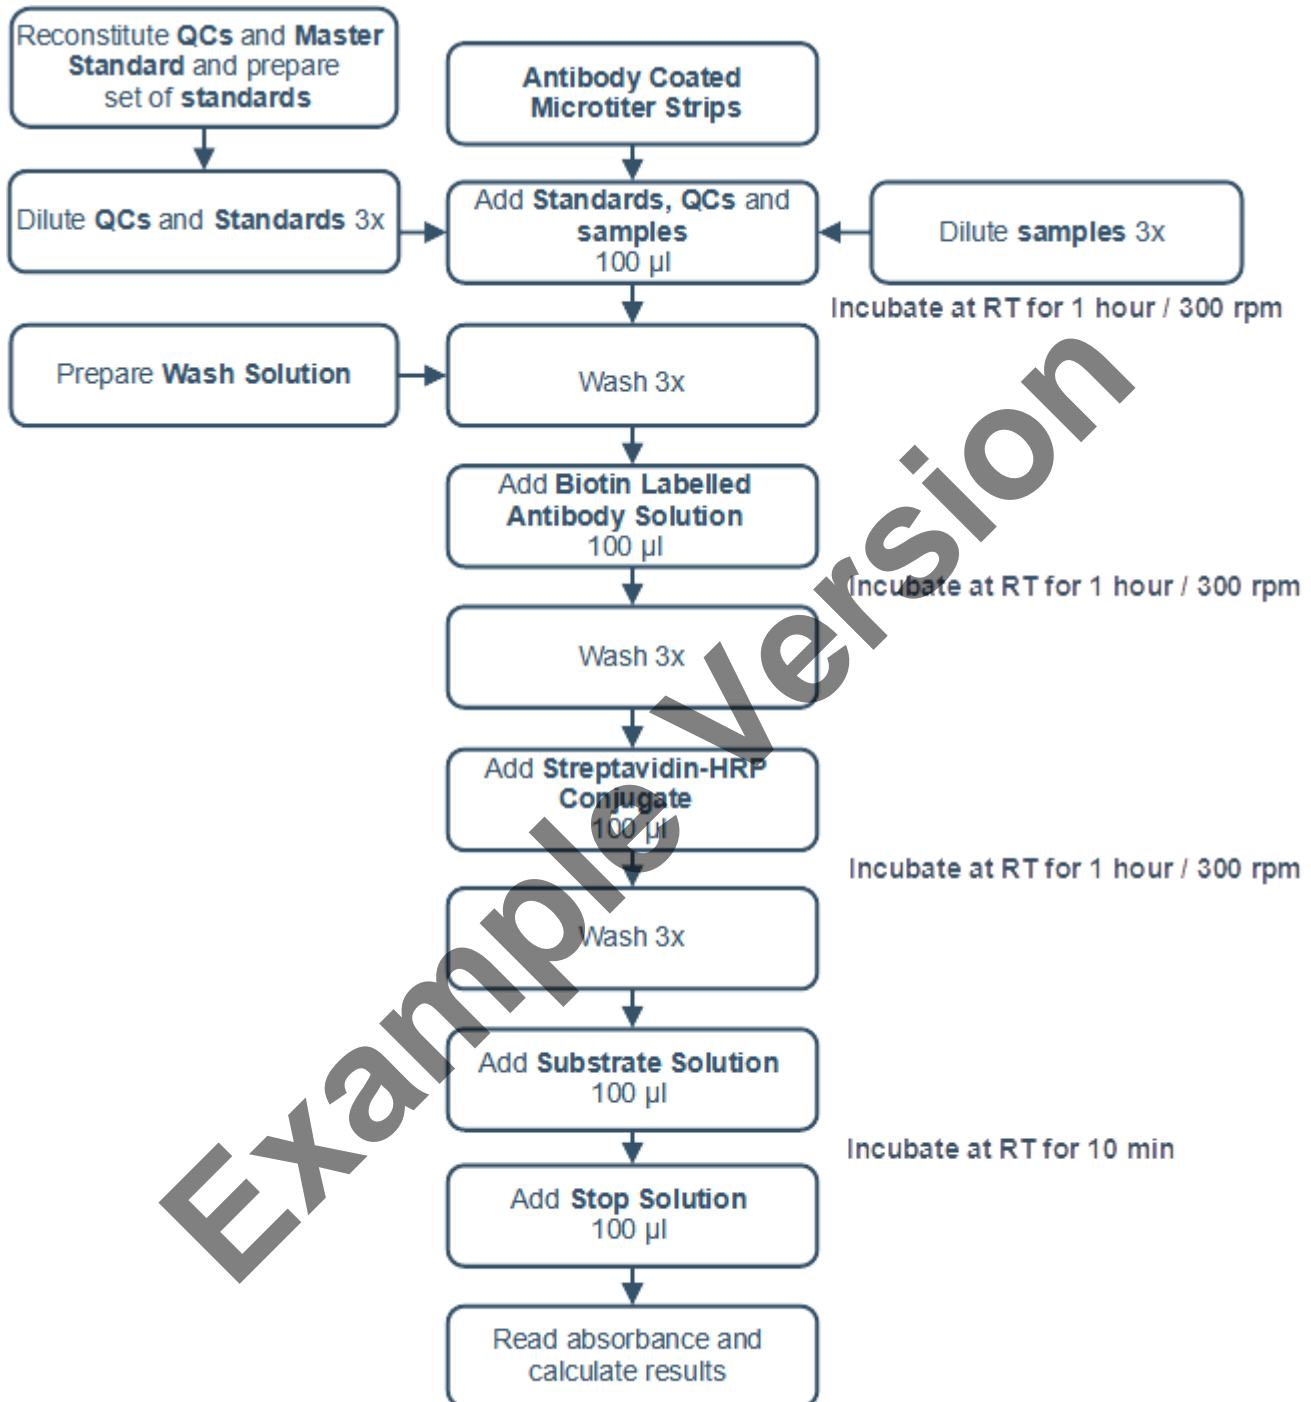 Reconstitute QCs and Master
Standard and prepare
set of standards
Antibody Coated
Microtiter Strips
Dilute QCs and Standards 3x
Add Standards, QCs and
samples
100 µl
Dilute samples 3x
Incubate at RT for 1 hour / 300 rpm
Prepare Wash Solution
Wash 3x
Add Biotin Labelled
Antibody Solution
100 µl
Incubate at RT for 1 hour / 300 rpm
Wash 3x
Add Streptavidin-HRP
Conjugate
100 µl
Incubate at RT for 1 hour / 300 rpm
Wash 3x
Add Substrate Solution
100 µl
Incubate at RT for 10 min
Add Stop Solution
100 µl
Read absorbance and
calculate results
Example Version